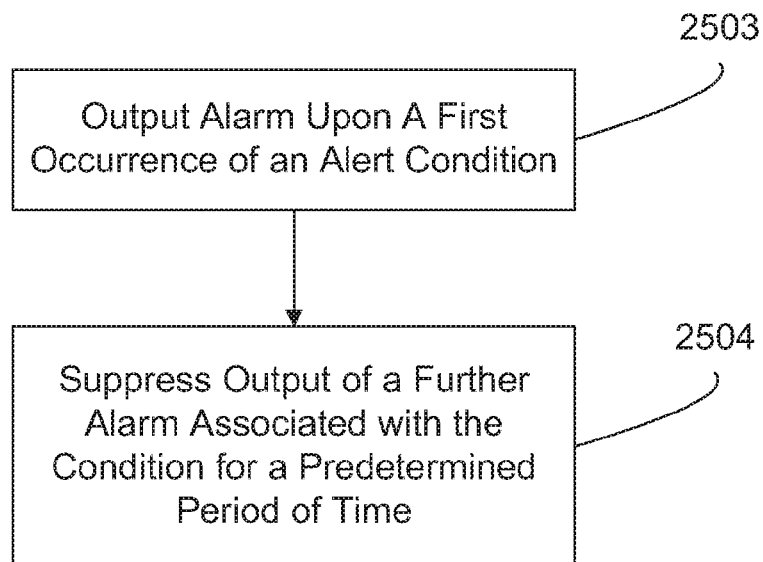 2503
Output Alarm Upon A First
Occurrence of an Alert Condition
2504
Suppress Output of a Further
Alarm Associated with the
Condition for a Predetermined
Period of Time